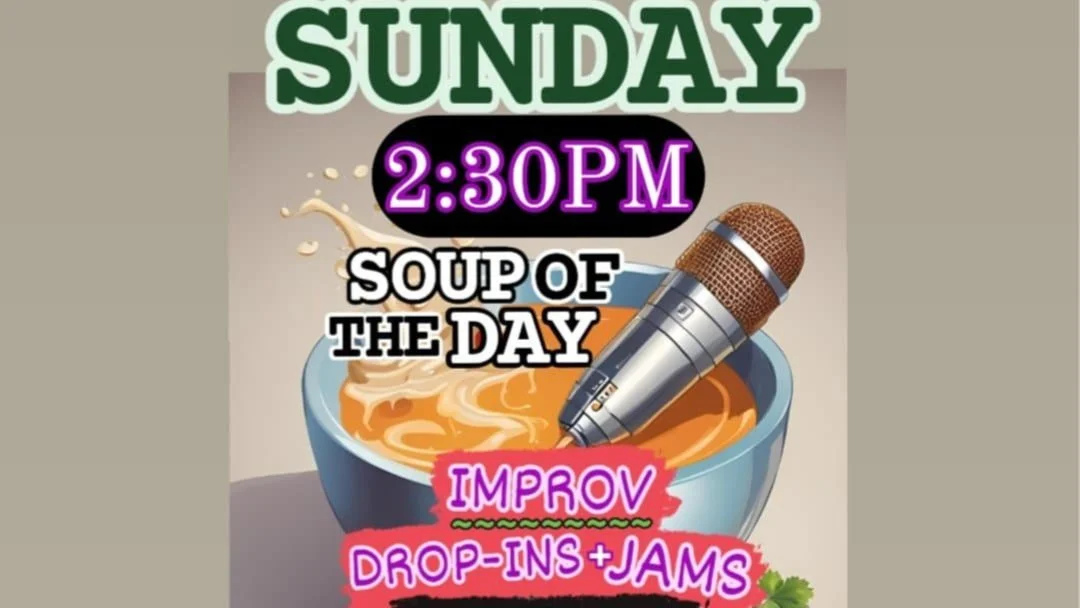 SUNDAY
2:30PM
SOUP OF
THE DAY
IMPROV
DROP-INS+JAMS